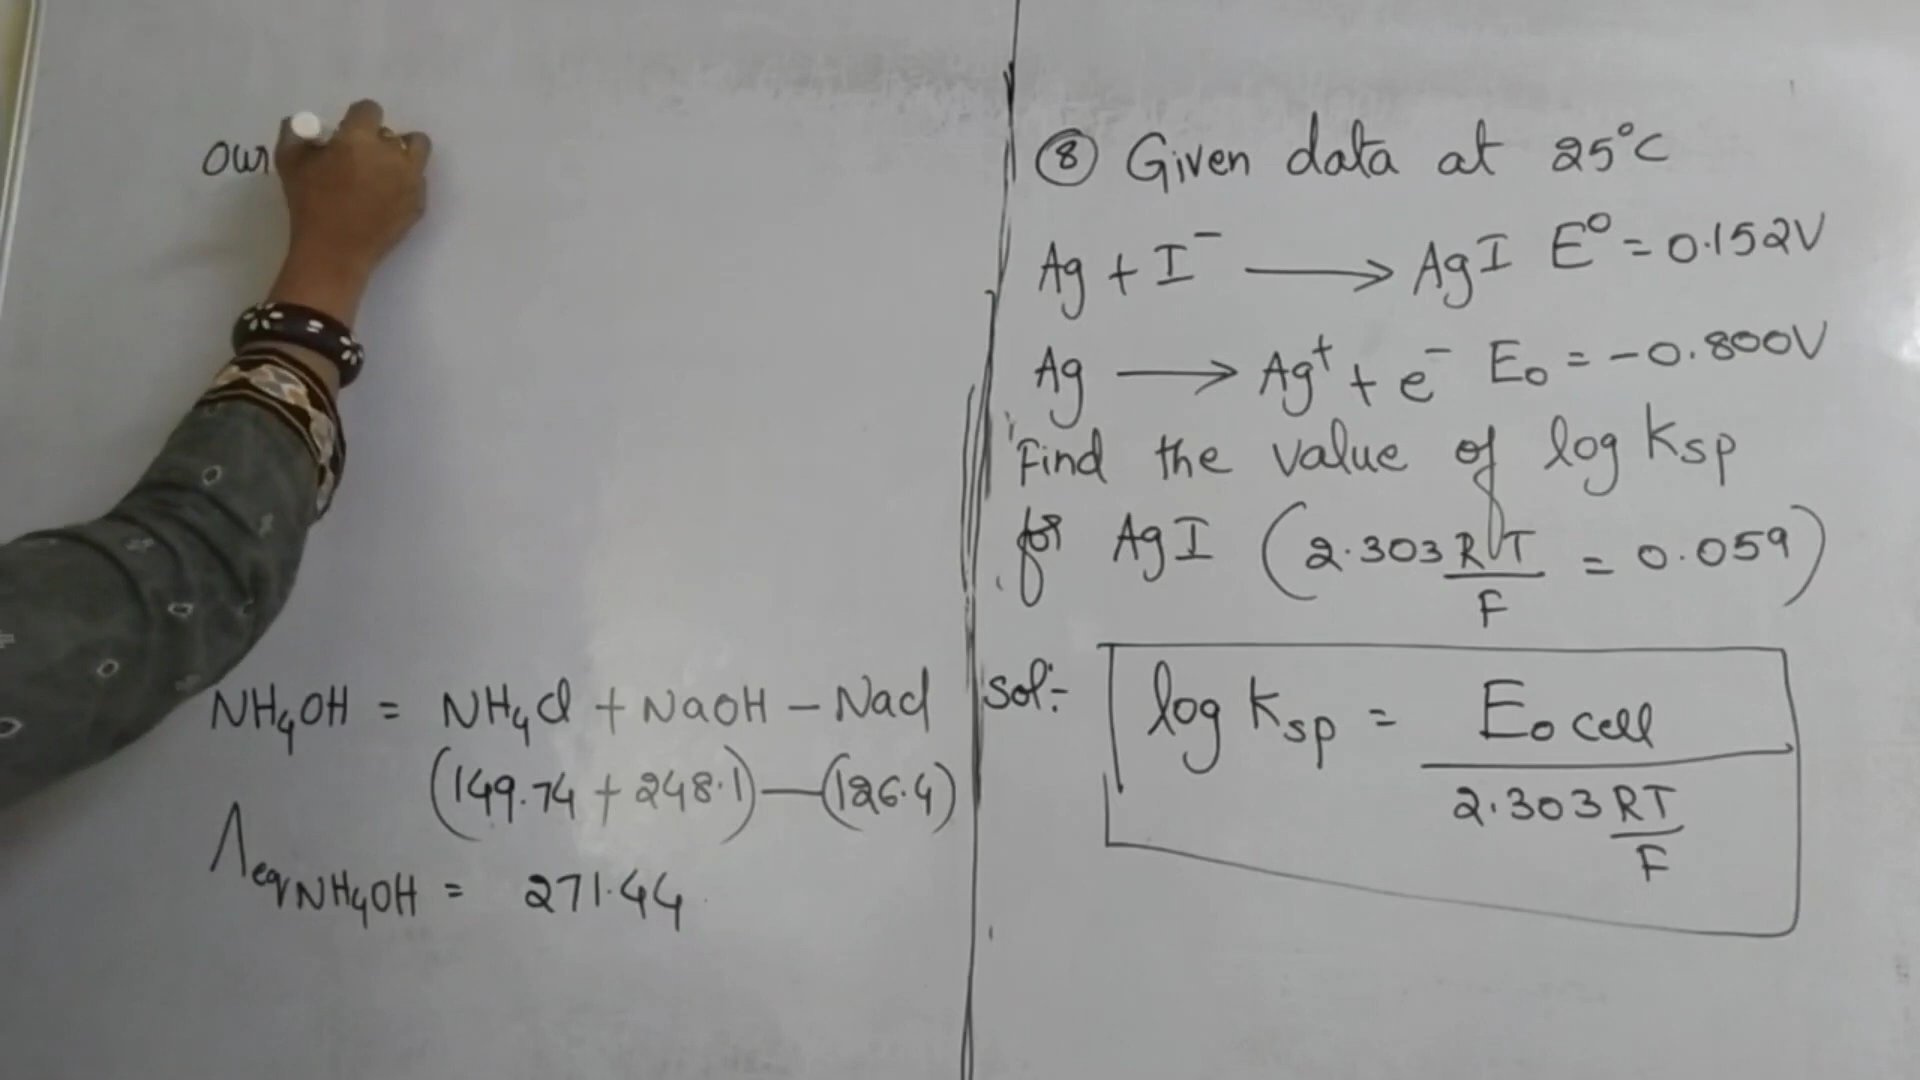 our
NH₄OH = NH₄Cl + NaOH – NaCl
(149.74 + 248.1) — (126.4)
Λeq NH₄OH = 271.44
⑧ Given data at 25°C
Ag + I⁻ ⟶ AgI E⁰ = 0.152V
Ag ⟶ Ag⁺ + e⁻ E₀ = -0.800V
Find the value of log Ksp
for AgI (2.303 RT/F = 0.059)
Sol:- log Ksp = E₀ cell / 2.303 RT/F